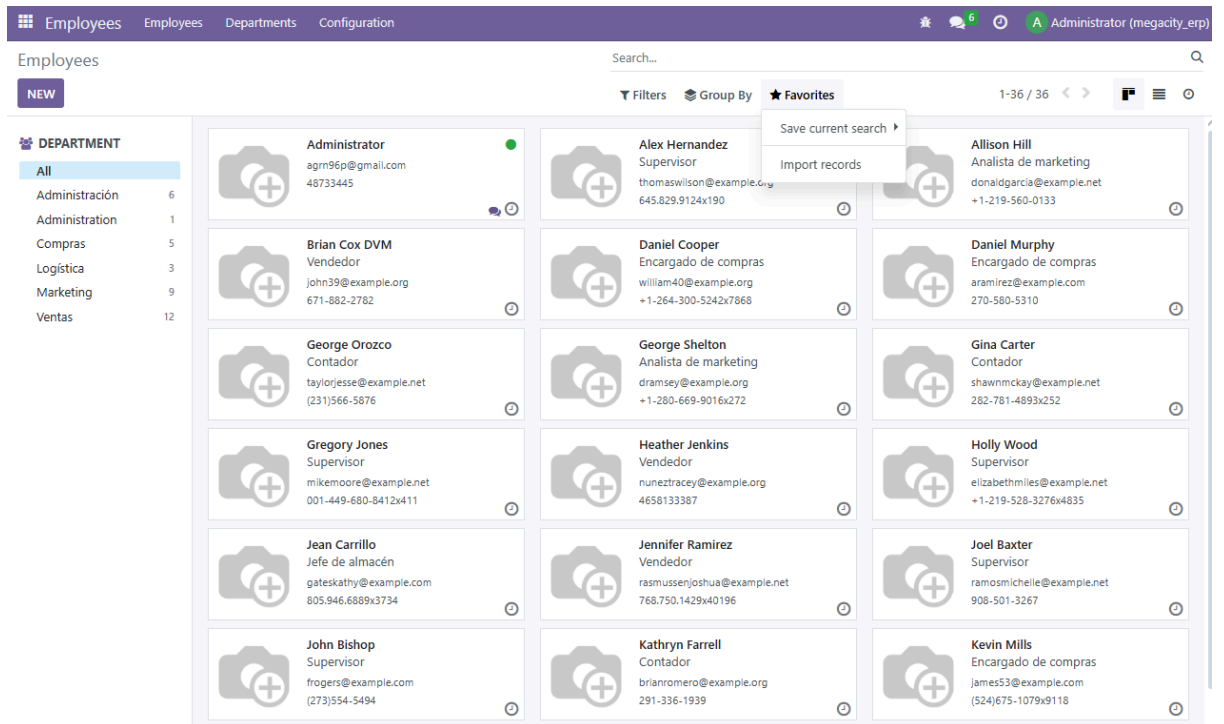 Employees Employees Departments Configuration 6 A Administrator (megacity_erp)
Employees
Search...
NEW
Filters Group By Favorites 1-36 / 36
Save current search
Import records
DEPARTMENT
All
Administración 6
Administration 1
Compras 5
Logística 3
Marketing 9
Ventas 12
Administrator
agrn96p@gmail.com
48733445
Alex Hernandez
Supervisor
thomaswilson@example.org
645.829.9124x190
Allison Hill
Analista de marketing
donaldgarcia@example.net
+1-219-560-0133
Brian Cox DVM
Vendedor
john39@example.org
671-882-2782
Daniel Cooper
Encargado de compras
william40@example.org
+1-264-300-5242x7868
Daniel Murphy
Encargado de compras
aramirez@example.com
270-580-5310
George Orozco
Contador
taylorjesse@example.net
(231)566-5876
George Shelton
Analista de marketing
dramsey@example.org
+1-280-669-9016x272
Gina Carter
Contador
shawnmckay@example.net
282-781-4893x252
Gregory Jones
Supervisor
mikemoore@example.net
001-449-680-8412x411
Heather Jenkins
Vendedor
nuneztracey@example.org
4658133387
Holly Wood
Supervisor
elizabethmiles@example.net
+1-219-528-3276x4835
Jean Carrillo
Jefe de almacén
gateskathy@example.com
805.946.6889x3734
Jennifer Ramirez
Vendedor
rasmussenjoshua@example.net
768.750.1429x40196
Joel Baxter
Supervisor
ramosmichelle@example.net
908-501-3267
John Bishop
Supervisor
frogers@example.com
(273)554-5494
Kathryn Farrell
Contador
brianromero@example.org
291-336-1939
Kevin Mills
Encargado de compras
james53@example.com
(524)675-1079x9118